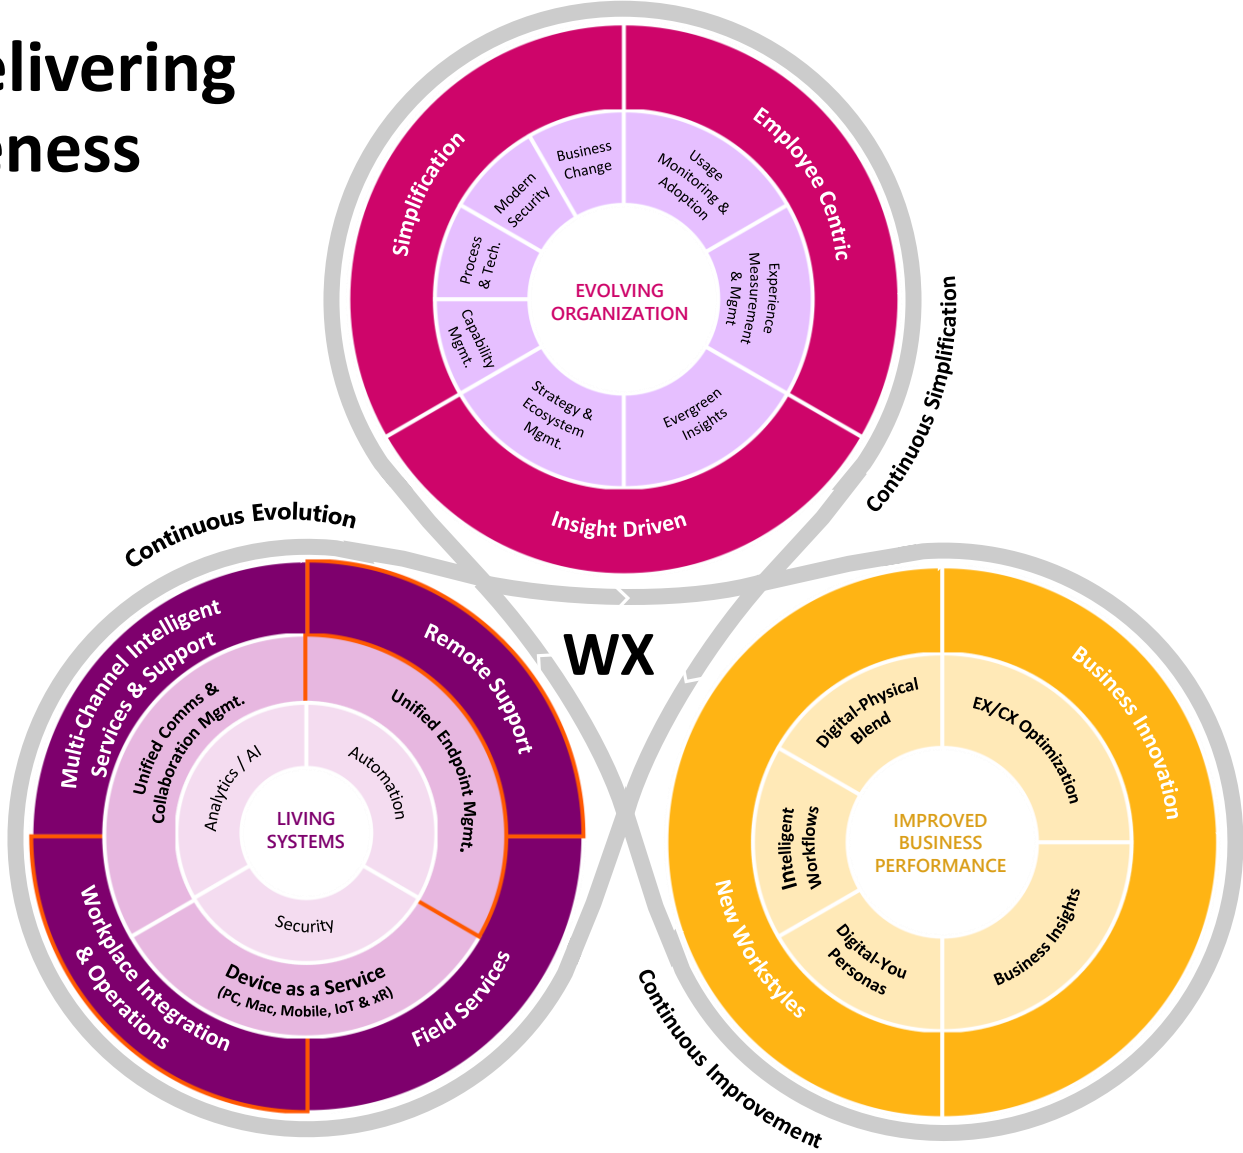 elivering
eness
Simplification
Employee Centric
Insight Driven
Business
Change
Modern
Security
Process
& Tech.
Capability
Mgmt.
Strategy &
Ecosystem
Mgmt.
Evergreen
Insights
Experience
Measurement
& Mgmt
Usage
Monitoring &
Adoption
EVOLVING
ORGANIZATION
Continuous Simplification
Continuous Evolution
WX
Multi-Channel Intelligent
Services & Support
Remote Support
Field Services
Workplace Integration
& Operations
Unified Comms &
Collaboration Mgmt.
Unified Endpoint Mgmt.
Device as a Service
(PC, Mac, Mobile, IoT & xR)
Analytics / AI
Automation
Security
LIVING
SYSTEMS
Business Innovation
New Workstyles
Digital-Physical
Blend
EX/CX Optimization
Business Insights
Digital-You
Personas
Intelligent
Workflows
IMPROVED
BUSINESS
PERFORMANCE
Continuous Improvement